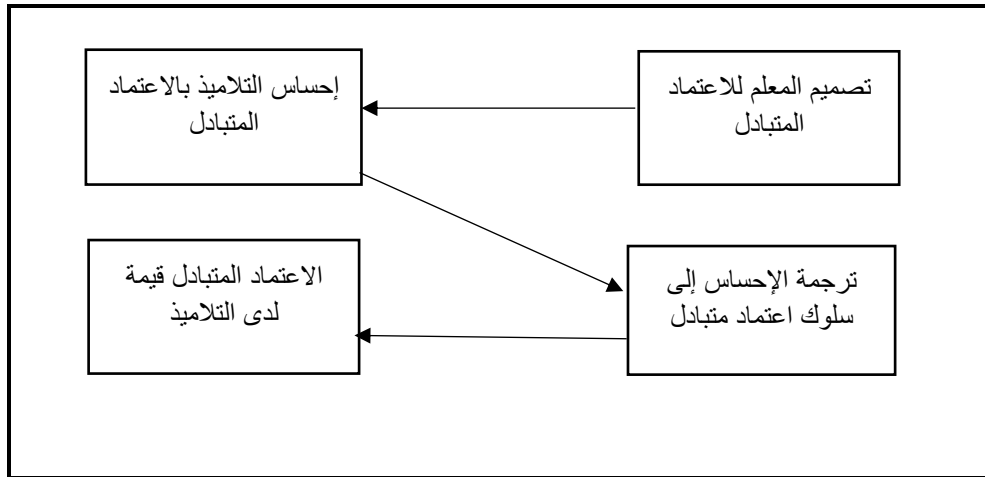 تصميم المعلم للاعتماد
المتبادل
إحساس التلاميذ بالاعتماد
المتبادل
ترجمة الإحساس إلى
سلوك اعتماد متبادل
الاعتماد المتبادل قيمة
لدى التلاميذ